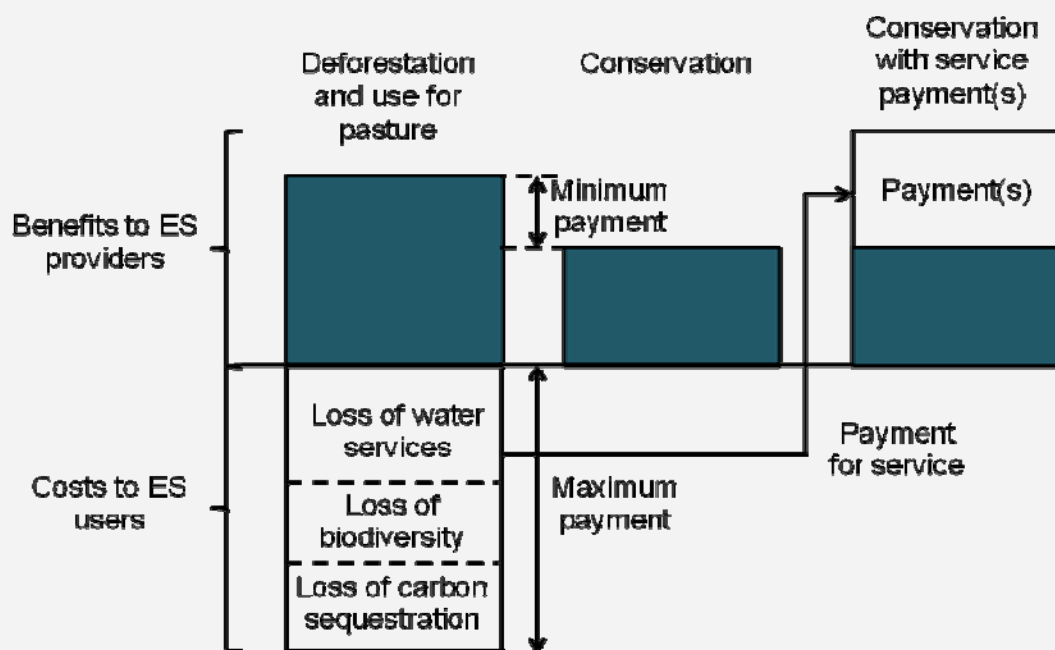 Deforestation
and use for
pasture
Conservation
Conservation
with service
payment(s)
Benefits to ES
providers
Minimum
payment
Payment(s)
Costs to ES
users
Loss of water
services
Loss of
biodiversity
Loss of carbon
sequestration
Maximum
payment
Payment
for service